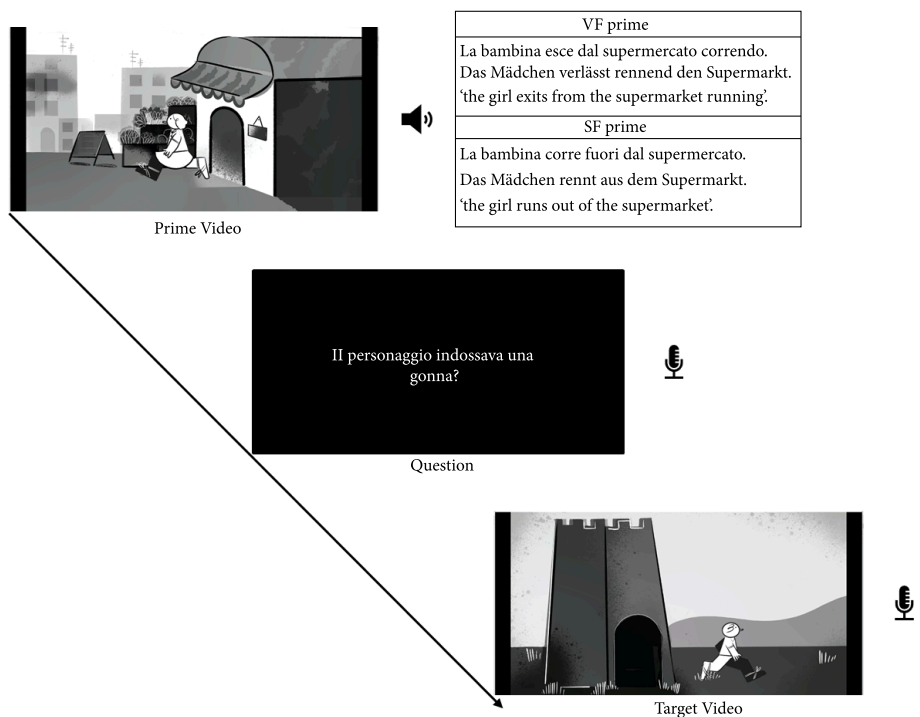 VF prime
La bambina esce dal supermercato correndo.
Das Mädchen verlässt rennend den Supermarkt.
‘the girl exits from the supermarket running’.
SF prime
La bambina corre fuori dal supermercato.
Das Mädchen rennt aus dem Supermarkt.
‘the girl runs out of the supermarket’.
Prime Video
II personaggio indossava una
gonna?
Question
Target Video